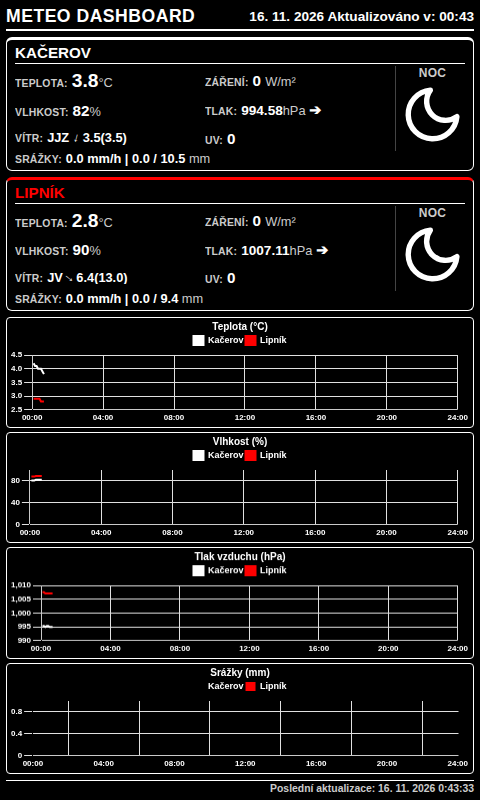 METEO DASHBOARD
16. 11. 2026 Aktualizováno v: 00:43
KAČEROV
TEPLOTA: 3.8°C
ZÁŘENÍ: 0 W/m²
NOC
VLHKOST: 82%
TLAK: 994.58hPa ➔
VÍTR: JJZ ↓ 3.5(3.5)
UV: 0
SRÁŽKY: 0.0 mm/h | 0.0 / 10.5 mm
LIPNÍK
TEPLOTA: 2.8°C
ZÁŘENÍ: 0 W/m²
NOC
VLHKOST: 90%
TLAK: 1007.11hPa ➔
VÍTR: JV → 6.4(13.0)
UV: 0
SRÁŽKY: 0.0 mm/h | 0.0 / 9.4 mm
Teplota (°C)
Kačerov Lipník
4.5
4.0
3.5
3.0
2.5
00:00 04:00 08:00 12:00 16:00 20:00 24:00
Vlhkost (%)
Kačerov Lipník
80
40
0
00:00 04:00 08:00 12:00 16:00 20:00 24:00
Tlak vzduchu (hPa)
Kačerov Lipník
1,010
1,005
1,000
995
990
00:00 04:00 08:00 12:00 16:00 20:00 24:00
Srážky (mm)
Kačerov Lipník
0.8
0.4
0
00:00 04:00 08:00 12:00 16:00 20:00 24:00
Poslední aktualizace: 16. 11. 2026 0:43:33